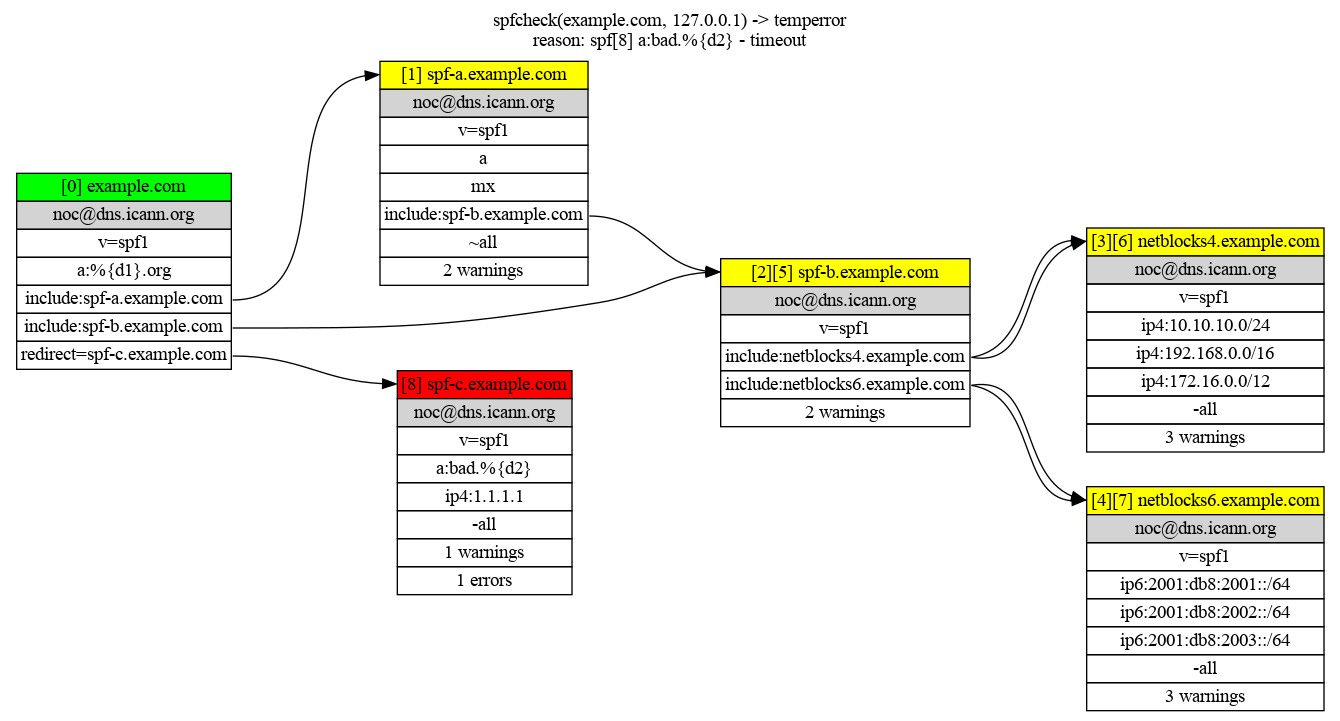 spfcheck(example.com, 127.0.0.1) -> temperror
reason: spf[8] a:bad.%{d2} - timeout
[0] example.com
noc@dns.icann.org
v=spf1
a:%{d1}.org
include:spf-a.example.com
include:spf-b.example.com
redirect=spf-c.example.com
[1] spf-a.example.com
noc@dns.icann.org
v=spf1
a
mx
include:spf-b.example.com
~all
2 warnings
[8] spf-c.example.com
noc@dns.icann.org
v=spf1
a:bad.%{d2}
ip4:1.1.1.1
-all
1 warnings
1 errors
[2][5] spf-b.example.com
noc@dns.icann.org
v=spf1
include:netblocks4.example.com
include:netblocks6.example.com
2 warnings
[3][6] netblocks4.example.com
noc@dns.icann.org
v=spf1
ip4:10.10.10.0/24
ip4:192.168.0.0/16
ip4:172.16.0.0/12
-all
3 warnings
[4][7] netblocks6.example.com
noc@dns.icann.org
v=spf1
ip6:2001:db8:2001::/64
ip6:2001:db8:2002::/64
ip6:2001:db8:2003::/64
-all
3 warnings